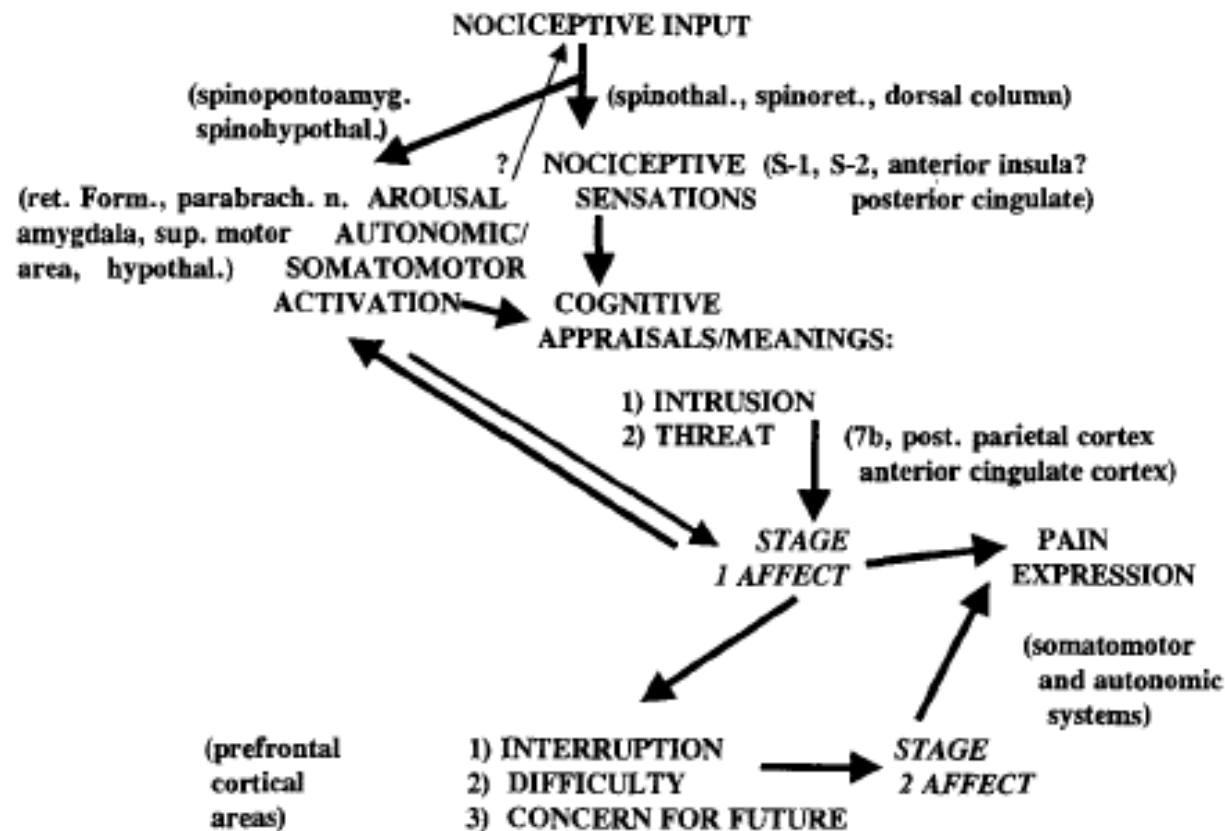 NOCICEPTIVE INPUT
(spinopontoamyg.
spinohypothal.)
(spinothal., spinoret., dorsal column)
?
NOCICEPTIVE (S-1, S-2, anterior insula?
SENSATIONS posterior cingulate)
(ret. Form., parabrach. n. AROUSAL
amygdala, sup. motor AUTONOMIC/
area, hypothal.) SOMATOMOTOR
ACTIVATION
COGNITIVE
APPRAISALS/MEANINGS:
1) INTRUSION
2) THREAT
(7b, post. parietal cortex
anterior cingulate cortex)
STAGE
1 AFFECT
PAIN
EXPRESSION
(somatomotor
and autonomic
systems)
(prefrontal
cortical
areas)
1) INTERRUPTION
2) DIFFICULTY
3) CONCERN FOR FUTURE
STAGE
2 AFFECT